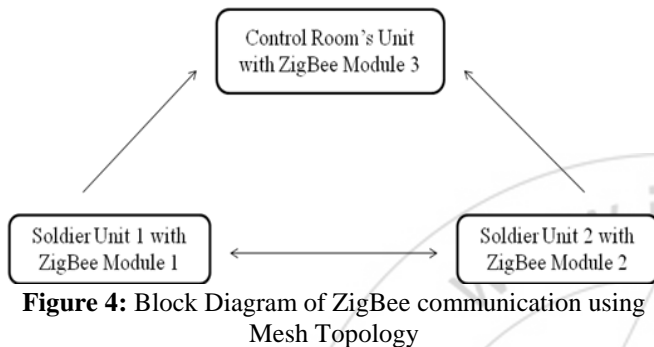 Control Room's Unit
with ZigBee Module 3
Soldier Unit 1 with
ZigBee Module 1
Soldier Unit 2 with
ZigBee Module 2
Figure 4: Block Diagram of ZigBee communication using
Mesh Topology